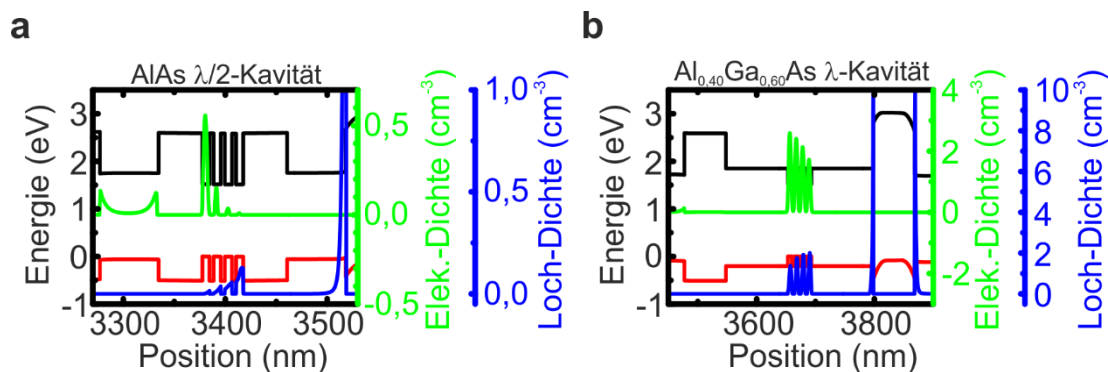 a
AlAs λ/2-Kavität
3
2
1
0
-1
Energie (eV)
3300 3400 3500
Position (nm)
0,5
0,0
-0,5
Elek.-Dichte (cm⁻³)
1,0
0,5
0,0
Loch-Dichte (cm⁻³)
b
Al0,40Ga0,60As λ-Kavität
3
2
1
0
-1
Energie (eV)
3600 3800
Position (nm)
4
2
0
-2
Elek.-Dichte (cm⁻³)
10
8
6
4
2
0
Loch-Dichte (cm⁻³)